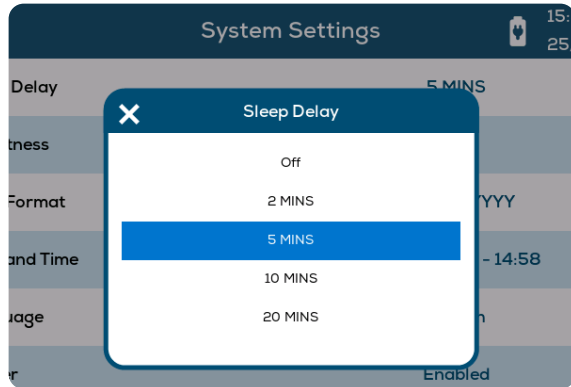 System Settings
15:
25
Delay 5 MINS
Sleep Delay
tness
Off
2 MINS
Format YYY
5 MINS
and Time - 14:58
10 MINS
uage
20 MINS
Enabled